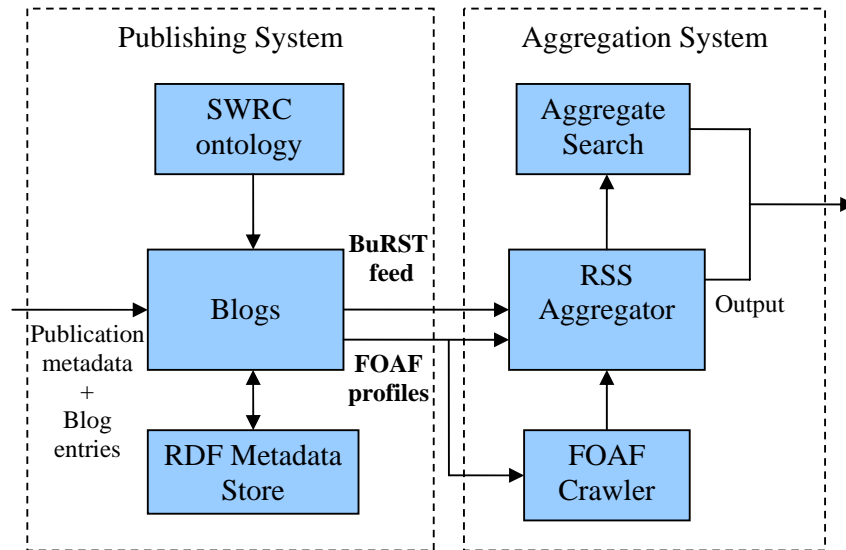 Publishing System
Aggregation System
SWRC
ontology
Aggregate
Search
BuRST
feed
Blogs
RSS
Aggregator
Output
Publication
metadata
+
Blog
entries
FOAF
profiles
RDF Metadata
Store
FOAF
Crawler